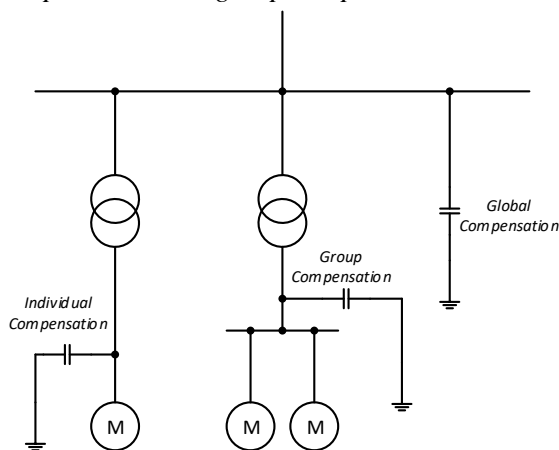 Global
Compensation
Group
Compensation
Individual
Compensation
M
M
M